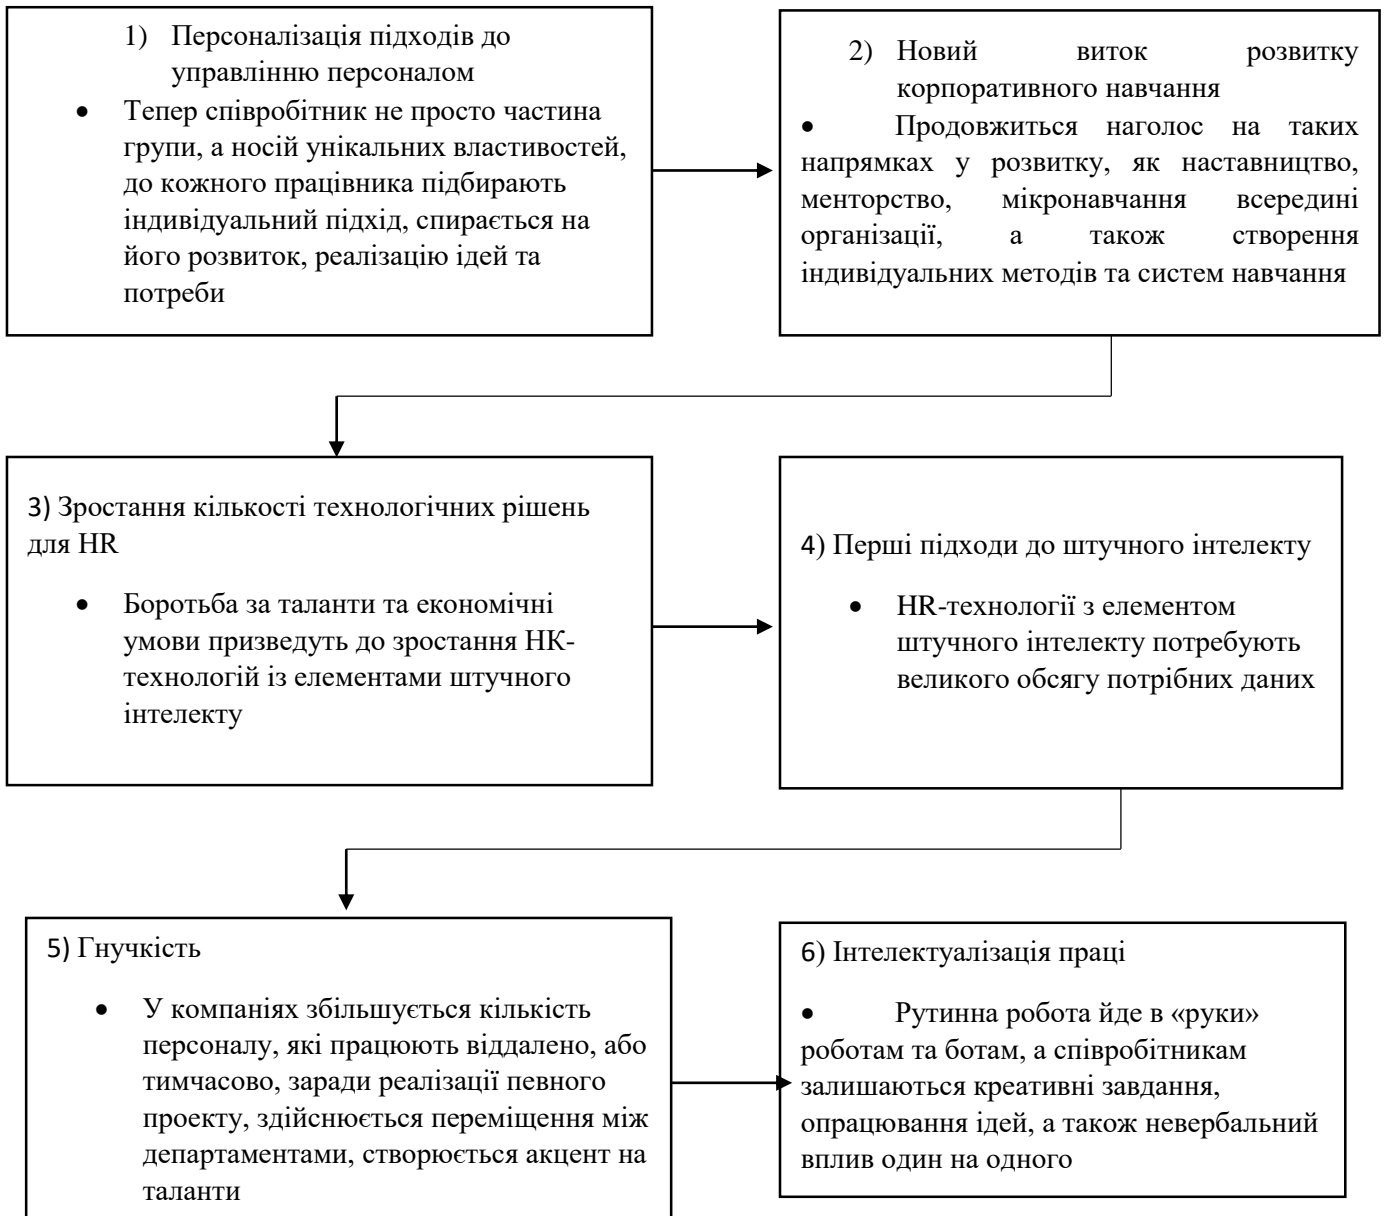 1) Персоналізація підходів до
управлінню персоналом
• Тепер співробітник не просто частина
групи, а носій унікальних властивостей,
до кожного працівника підбирають
індивідуальний підхід, спирається на
його розвиток, реалізацію ідей та
потреби
2) Новий виток розвитку
корпоративного навчання
• Продовжиться наголос на таких
напрямках у розвитку, як наставництво,
менторство, мікронавчання всередині
організації, а також створення
індивідуальних методів та систем навчання
3) Зростання кількості технологічних рішень
для HR
• Боротьба за таланти та економічні
умови призведуть до зростання НК-
технологій із елементами штучного
інтелекту
4) Перші підходи до штучного інтелекту
• HR-технології з елементом
штучного інтелекту потребують
великого обсягу потрібних даних
5) Гнучкість
• У компаніях збільшується кількість
персоналу, які працюють віддалено, або
тимчасово, заради реалізації певного
проекту, здійснюється переміщення між
департаментами, створюється акцент на
таланти
6) Інтелектуалізація праці
• Рутинна робота йде в «руки»
роботам та ботам, а співробітникам
залишаються креативні завдання,
опрацювання ідей, а також невербальний
вплив один на одного